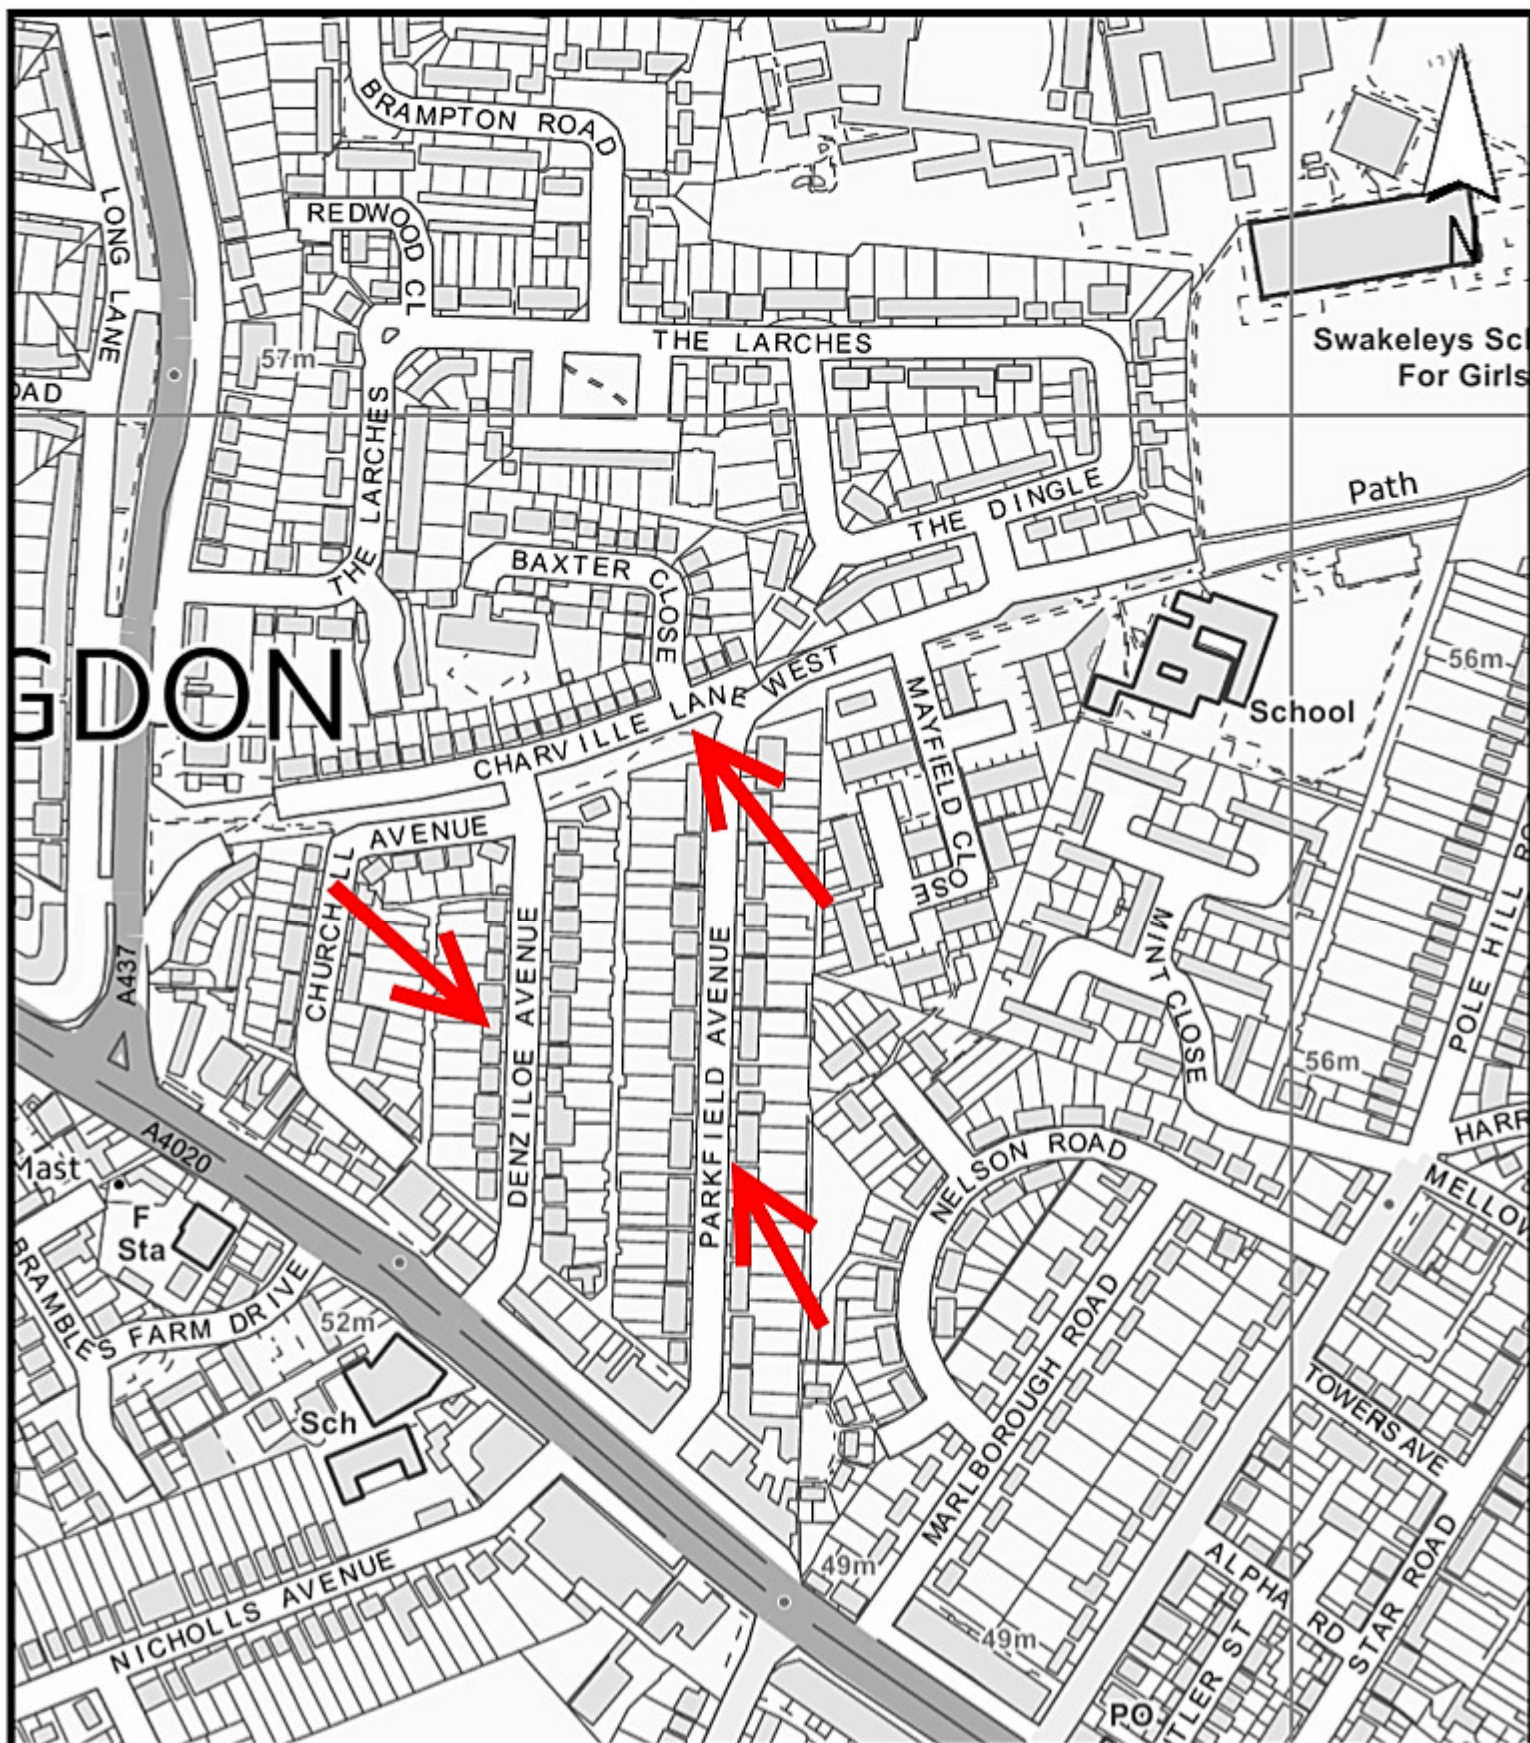 BRAMPTON ROAD
LONG LANE
REDWOOD CL
N
57m
THE LARCHES
Swakeleys Sch
For Girls
OAD
THE LARCHES
Path
THE DINGLE
BAXTER CLOSE
GDON
56m
CHARVILLE LANE WEST
School
MAYFIELD CLOSE
CHURCHILL AVENUE
A437
DENZILOE AVENUE
PARKFIELD AVENUE
MINT CLOSE
POLE HILL RO
56m
HARR
A4020
Mast
NELSON ROAD
MELLOW
F
Sta
BRAMBLES FARM DRIVE
52m
Sch
MARLBOROUGH ROAD
TOWERS AVE
NICHOLLS AVENUE
49m
ALPHA RD
STAR ROAD
49m
TLER ST
PO